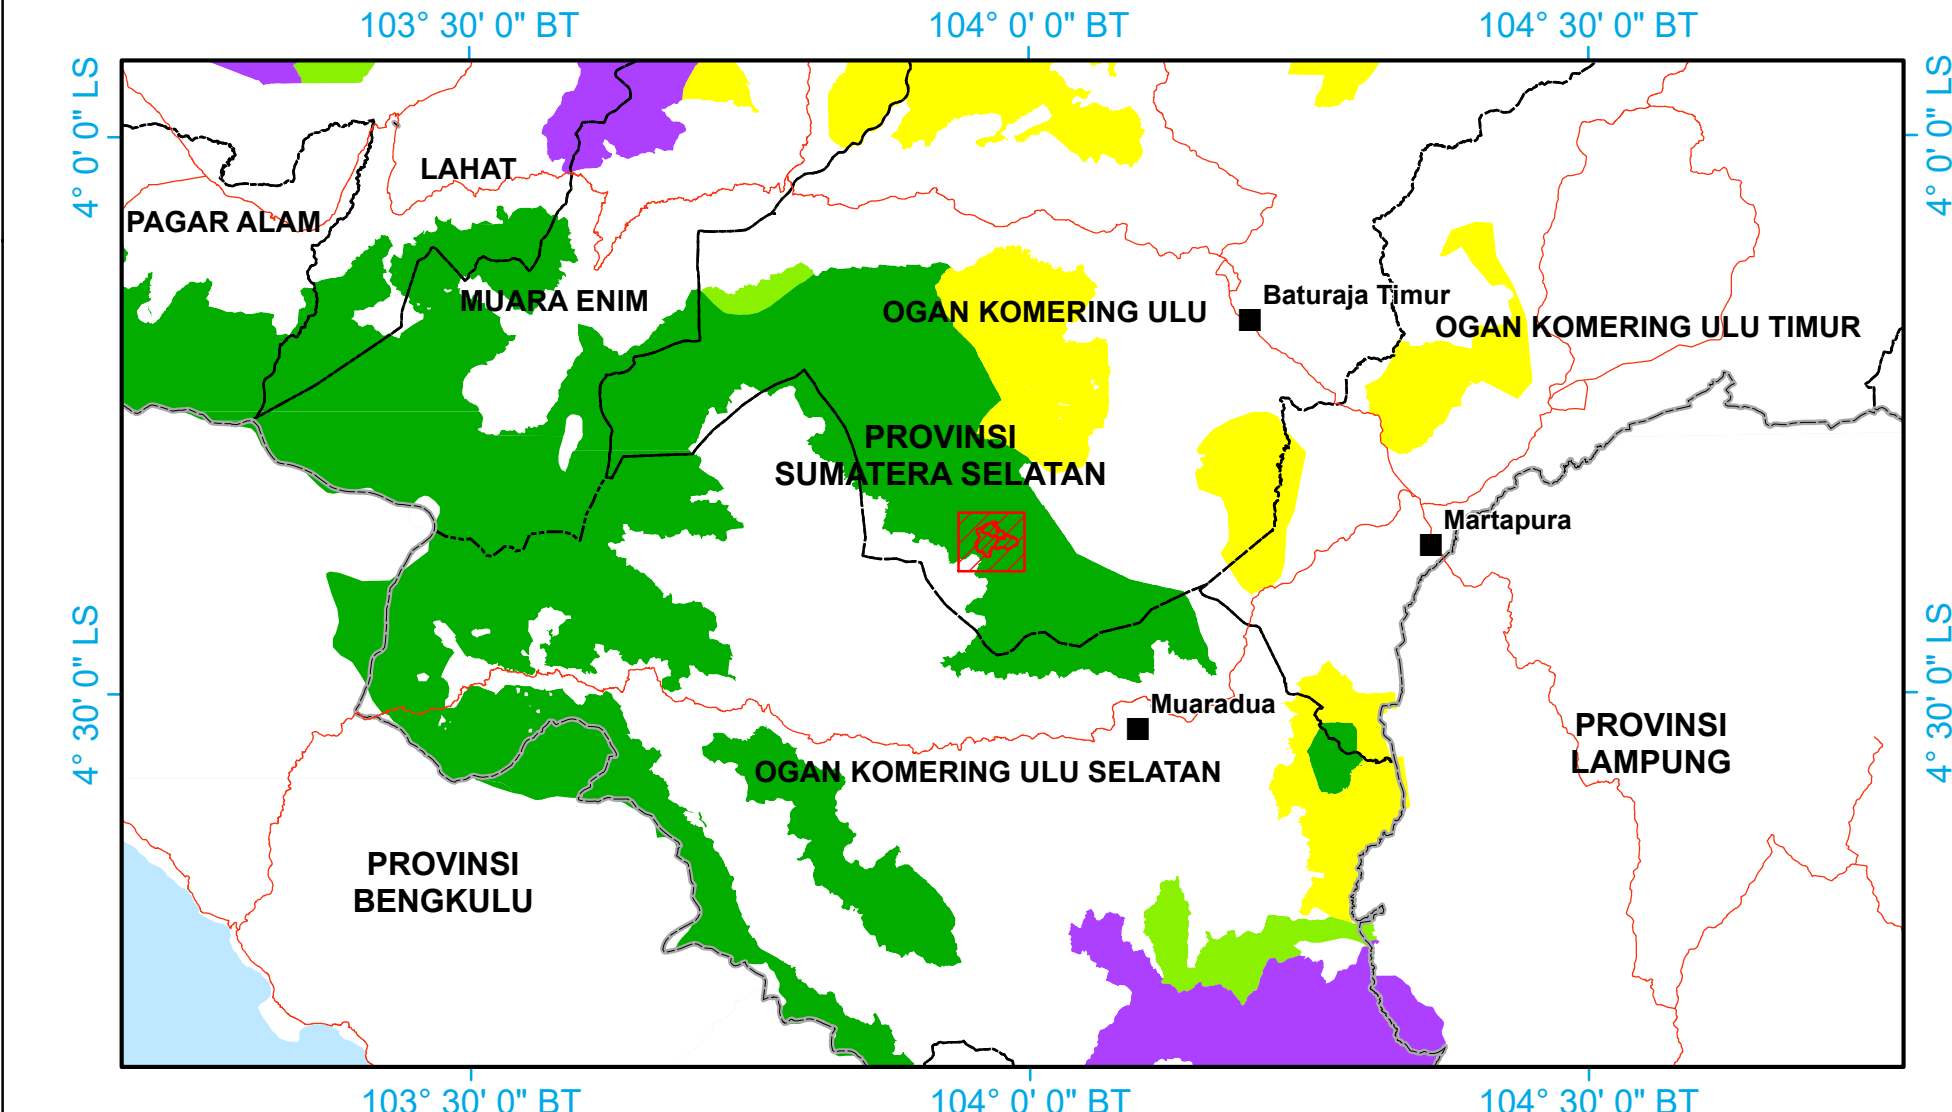 103° 30' 0" BT
104° 0' 0" BT
104° 30' 0" BT
4° 0' 0" LS
4° 0' 0" LS
LAHAT
PAGAR ALAM
MUARA ENIM
OGAN KOMERING ULU
Baturaja Timur
OGAN KOMERING ULU TIMUR
PROVINSI
SUMATERA SELATAN
Martapura
4° 30' 0" LS
4° 30' 0" LS
Muaradua
PROVINSI
LAMPUNG
OGAN KOMERING ULU SELATAN
PROVINSI
BENGKULU
103° 30' 0" BT
104° 0' 0" BT
104° 30' 0" BT